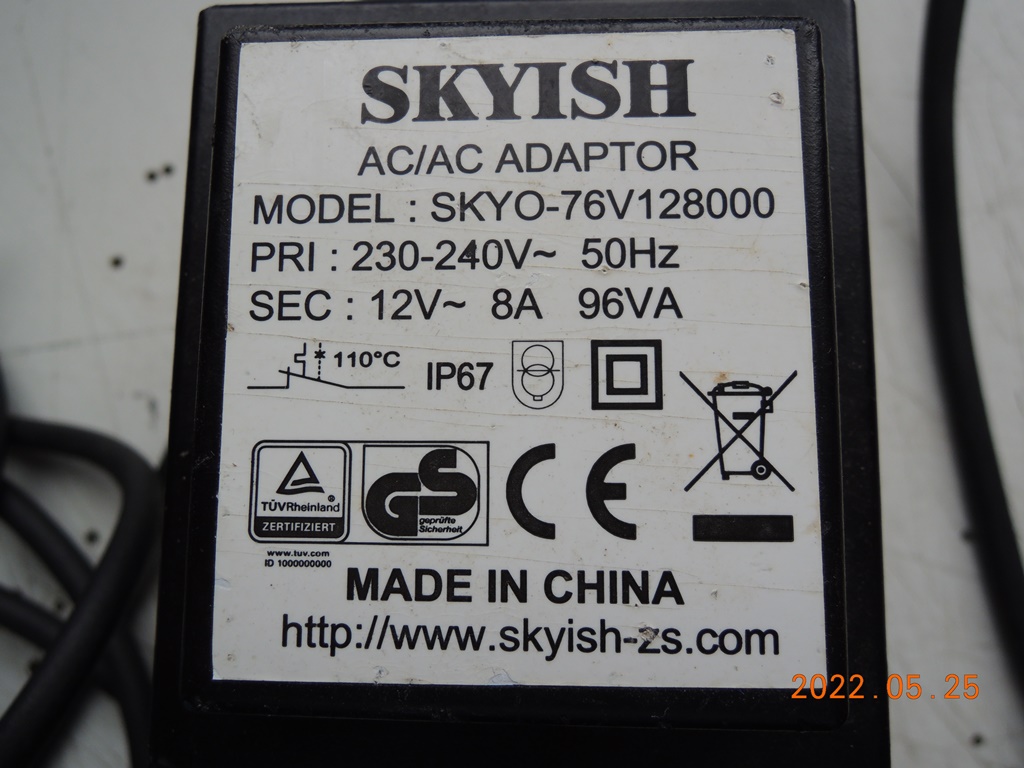 SKYISH
AC/AC ADAPTOR
MODEL : SKYO-76V128000
PRI : 230-240V~ 50Hz
SEC : 12V~ 8A 96VA
* 110°C IP67
TÜVRheinland®
ZERTIFIZIERT
GS
geprüfte
Sicherheit
CE
www.tuv.com
ID 1000000000
MADE IN CHINA
http://www.skyish-zs.com
2022.05.25